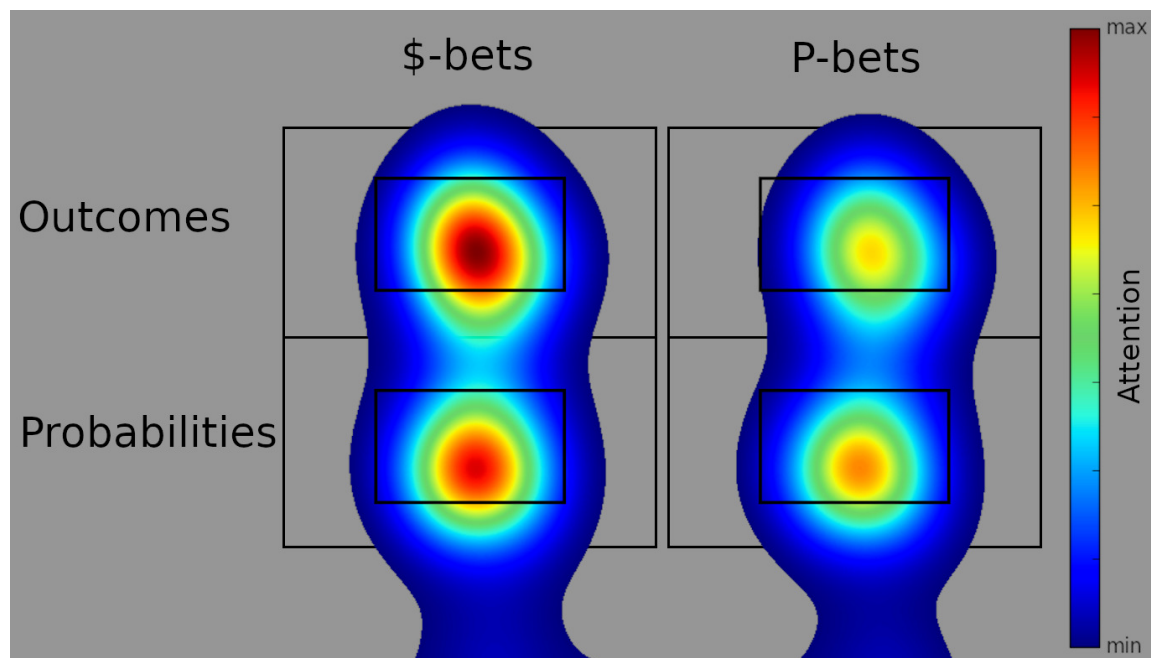 $-bets
P-bets
max
Outcomes
Attention
Probabilities
min